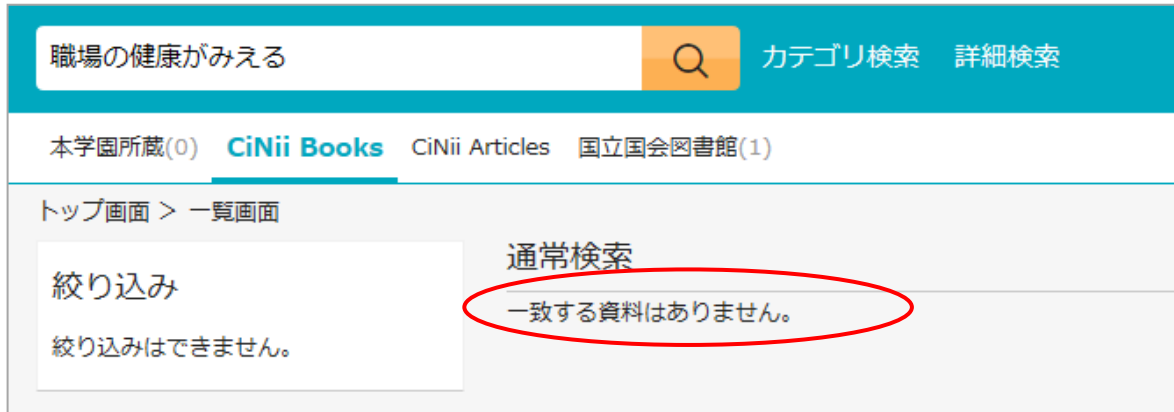 職場の健康がみえる カテゴリ検索 詳細検索
本学園所蔵(0) CiNii Books CiNii Articles 国立国会図書館(1)
トップ画面 > 一覧画面
絞り込み
絞り込みはできません。
通常検索
一致する資料はありません。